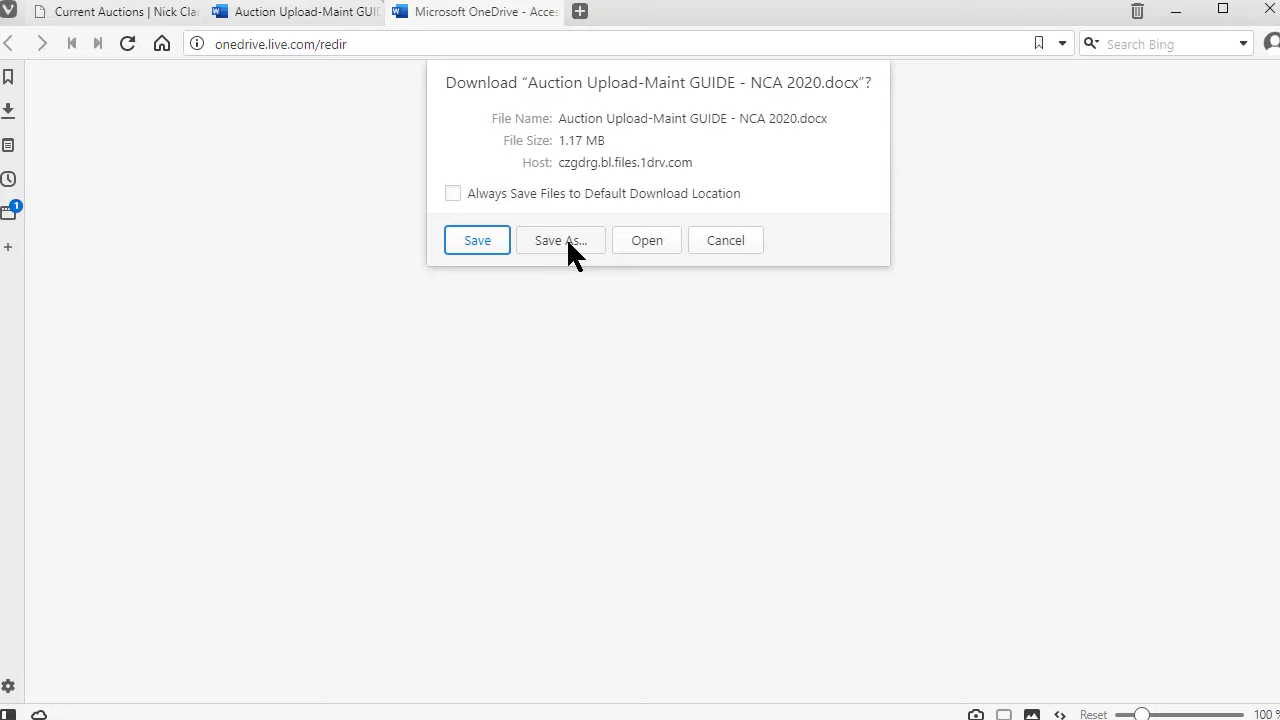 Current Auctions | Nick Cla
Auction Upload-Maint GUI
Microsoft OneDrive - Acces
onedrive.live.com/redir
Search Bing
Download “Auction Upload-Maint GUIDE - NCA 2020.docx”?
File Name: Auction Upload-Maint GUIDE - NCA 2020.docx
File Size: 1.17 MB
Host: czgdrg.bl.files.1drv.com
Always Save Files to Default Download Location
Save
Save As...
Open
Cancel
1
Reset
100 %